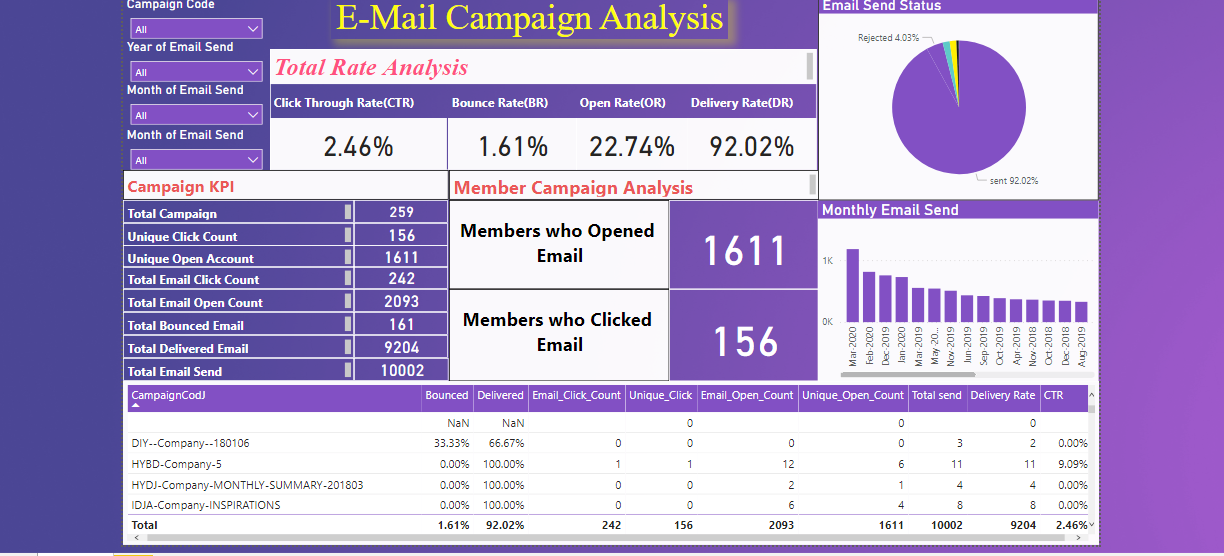 Campaign Code
All
Year of Email Send
All
Month of Email Send
All
Month of Email Send
All
E-Mail Campaign Analysis
Total Rate Analysis
Click Through Rate(CTR) Bounce Rate(BR) Open Rate(OR) Delivery Rate(DR)
2.46% 1.61% 22.74% 92.02%
Email Send Status
Rejected 4.03%
sent 92.02%
Campaign KPI
Total Campaign 259
Unique Click Count 156
Unique Open Account 1611
Total Email Click Count 242
Total Email Open Count 2093
Total Bounced Email 161
Total Delivered Email 9204
Total Email Send 10002
Member Campaign Analysis
Members who Opened
Email
1611
Members who Clicked
Email
156
Monthly Email Send
1K
0K
Mar-2020
Feb-2020
Dec-2019
Jan-2020
Mar-2019
May-20...
Nov-2019
Jun-2019
Sep-2019
Oct-2019
Apr-2019
Nov-2018
Oct-2018
Dec-2018
Aug-2019
CampaignCodJ Bounced Delivered Email_Click_Count Unique_Click Email_Open_Count Unique_Open_Count Total send Delivery Rate CTR
NaN NaN 0 0 0
DIY--Company--180106 33.33% 66.67% 0 0 0 0 3 2 0.00%
HYBD-Company-5 0.00% 100.00% 1 1 12 6 11 11 9.09%
HYDJ-Company-MONTHLY-SUMMARY-201803 0.00% 100.00% 0 0 2 1 4 4 0.00%
IDJA-Company-INSPIRATIONS 0.00% 100.00% 0 0 6 4 8 8 0.00%
Total 1.61% 92.02% 242 156 2093 1611 10002 9204 2.46%